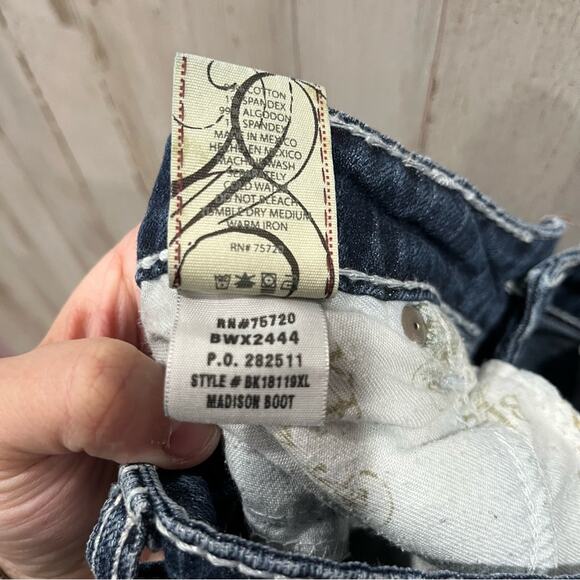 COTTON
SPANDEX
ALGODON
SPANDEX
MADE IN MEXICO
HECHO EN MEXICO
MACHINE WASH
COLD WATER
DO NOT BLEACH
TUMBLE DRY MEDIUM
WARM IRON
RN# 75720
RN#75720
BWX2444
P.O. 282511
STYLE # BK18119XL
MADISON BOOT